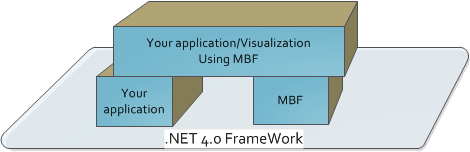 Your application/Visualization
Using MBF
Your
application
MBF
.NET 4.0 FrameWork